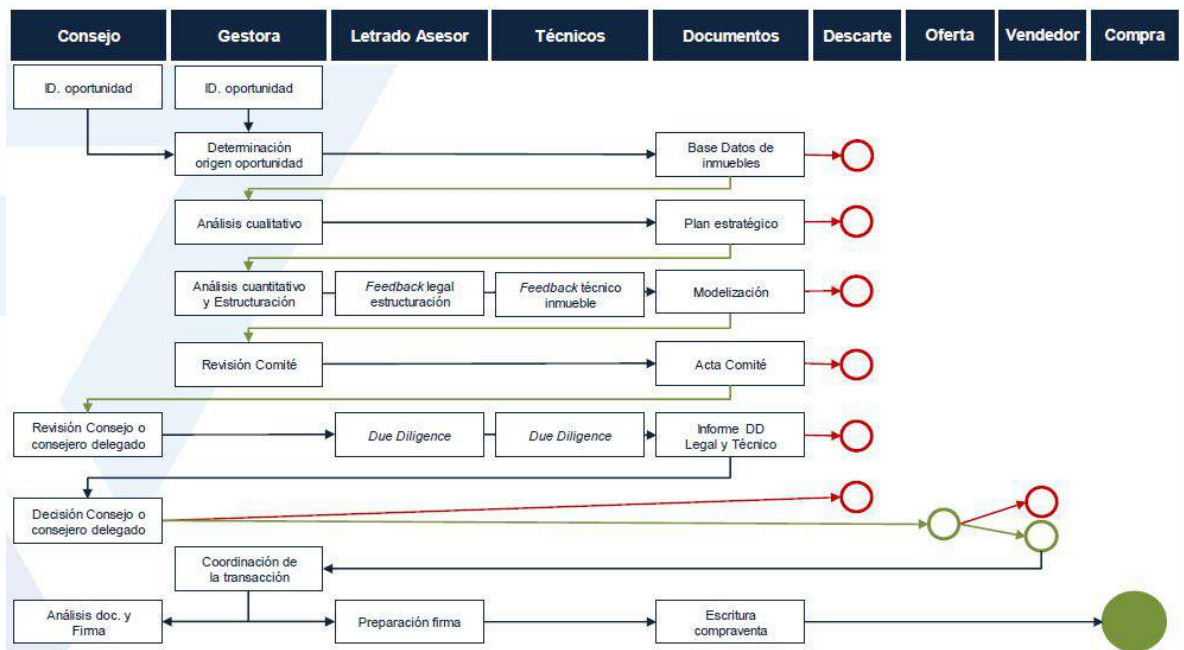 Consejo
Gestora
Letrado Asesor
Técnicos
Documentos
Descarte
Oferta
Vendedor
Compra
ID. oportunidad
ID. oportunidad
Determinación
origen oportunidad
Base Datos de
inmuebles
Análisis cualitativo
Plan estratégico
Análisis cuantitativo
y Estructuración
Feedback legal
estructuración
Feedback técnico
inmueble
Modelización
Revisión Comité
Acta Comité
Revisión Consejo o
consejero delegado
Due Diligence
Due Diligence
Informe DD
Legal y Técnico
Decisión Consejo o
consejero delegado
Coordinación de
la transacción
Análisis doc. y
Firma
Preparación firma
Escritura
compraventa